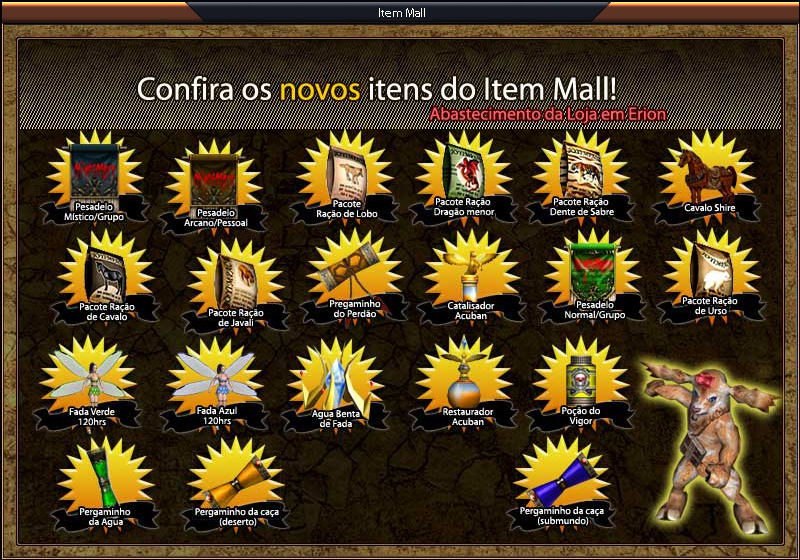 Item Mall
Confira os novos itens do Item Mall!
Abastecimento da Loja em Erion
Pesadelo
Místico/Grupo
Pesadelo
Arcano/Pessoal
Pacote
Ração de Lobo
Pacote Ração
Dragão menor
Pacote Ração
Dente de Sabre
Cavalo Shire
Pacote Ração
de Cavalo
Pacote Ração
de Javali
Pregaminho
do Perdão
Catalisador
Acuban
Pesadelo
Normal/Grupo
Pacote Ração
de Urso
Fada Verde
120hrs
Fada Azul
120hrs
Agua Benta
de Fada
Restaurador
Acuban
Poção do
Vigor
Pergaminho
da Agua
Pergaminho da caça
(deserto)
Pergaminho da caça
(submundo)